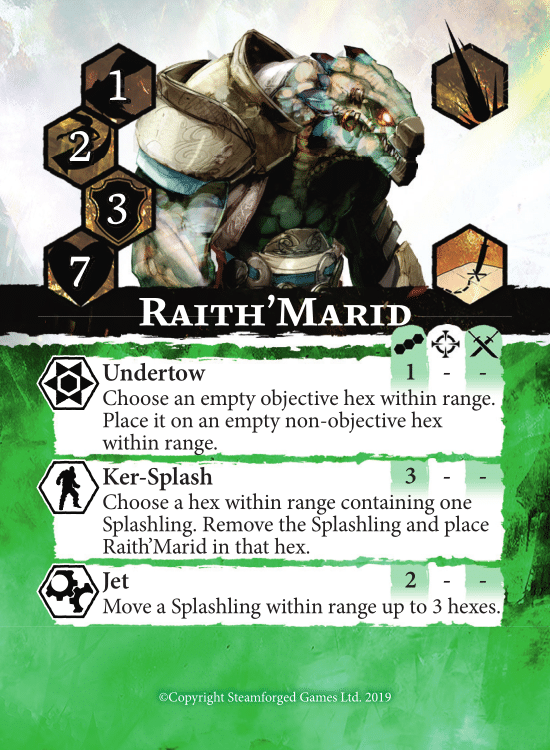 1
2
3
7
RAITH'MARID
Undertow 1 - -
Choose an empty objective hex within range.
Place it on an empty non-objective hex
within range.
Ker-Splash 3 - -
Choose a hex within range containing one
Splashling. Remove the Splashling and place
Raith'Marid in that hex.
Jet 2 - -
Move a Splashling within range up to 3 hexes.
©Copyright Steamforged Games Ltd. 2019